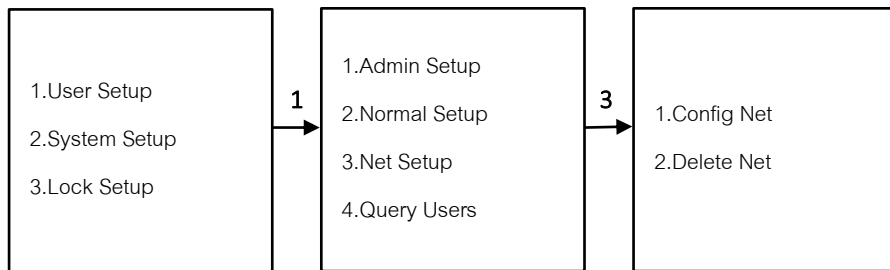 1.User Setup
2.System Setup
3.Lock Setup
1
1.Admin Setup
2.Normal Setup
3.Net Setup
4.Query Users
3
1.Config Net
2.Delete Net